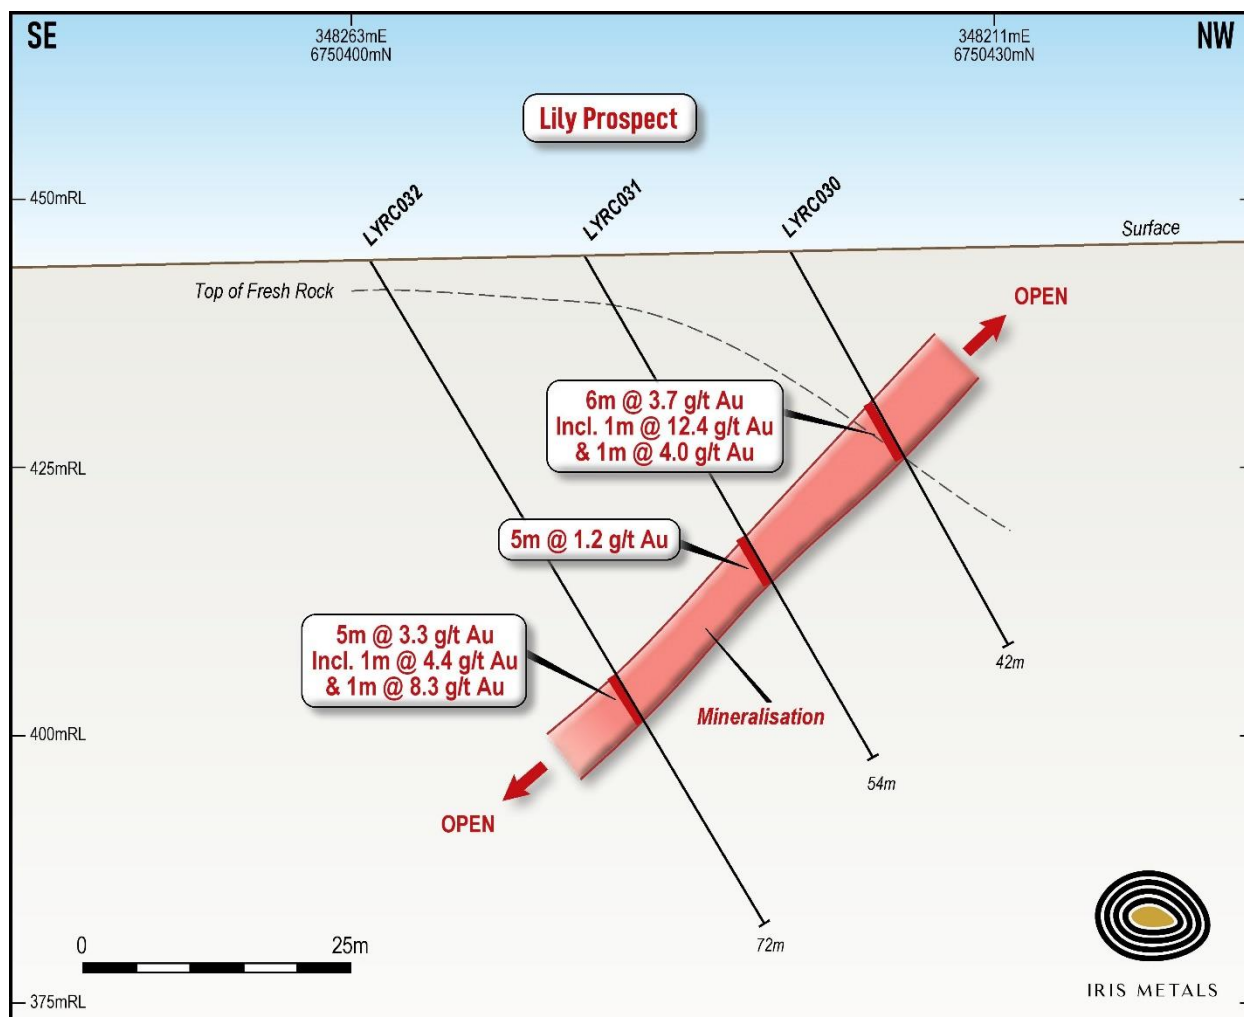 SE
348263mE
6750400mN
348211mE
6750430mN
NW
Lily Prospect
450mRL
LYRC032
LYRC031
LYRC030
Surface
Top of Fresh Rock
OPEN
6m @ 3.7 g/t Au
Incl. 1m @ 12.4 g/t Au
& 1m @ 4.0 g/t Au
425mRL
5m @ 1.2 g/t Au
5m @ 3.3 g/t Au
Incl. 1m @ 4.4 g/t Au
& 1m @ 8.3 g/t Au
42m
Mineralisation
400mRL
54m
OPEN
72m
0 25m
IRIS METALS
375mRL